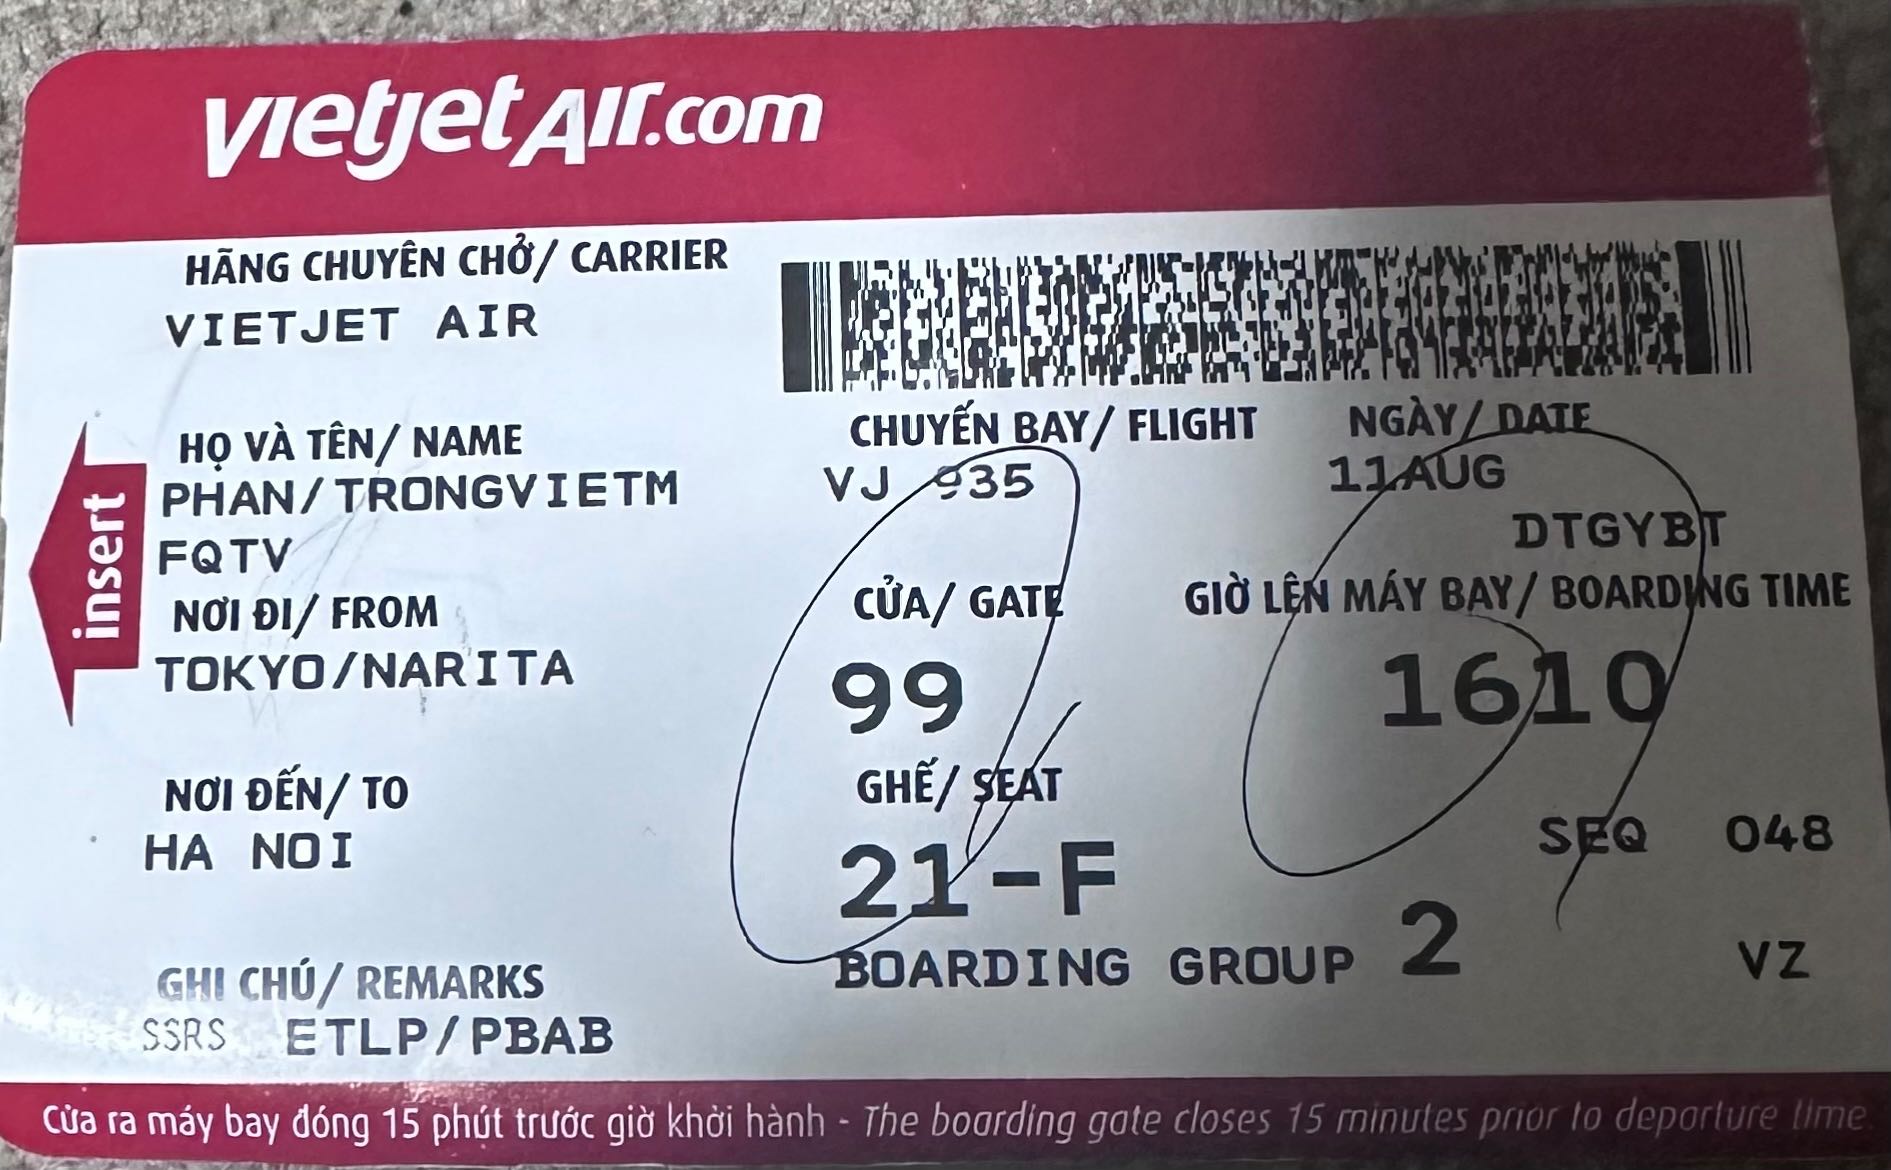 vietjetAir.com
HÃNG CHUYÊN CHỞ/ CARRIER
VIETJET AIR
HỌ VÀ TÊN/ NAME
PHAN/TRONGVIETM
FQTV
NƠI ĐI/ FROM
TOKYO/NARITA
NƠI ĐẾN/ TO
HA NOI
GHI CHÚ/ REMARKS
SSRS ETLP/PBAB
insert
CHUYẾN BAY/ FLIGHT
VJ 935
NGÀY/ DATE
11AUG
DTGYBT
CỬA/ GATE
99
GIỜ LÊN MÁY BAY/ BOARDING TIME
1610
GHẾ/ SEAT
21-F
SEQ 048
BOARDING GROUP 2
VZ
Cửa ra máy bay đóng 15 phút trước giờ khởi hành - The boarding gate closes 15 minutes prior to departure time.